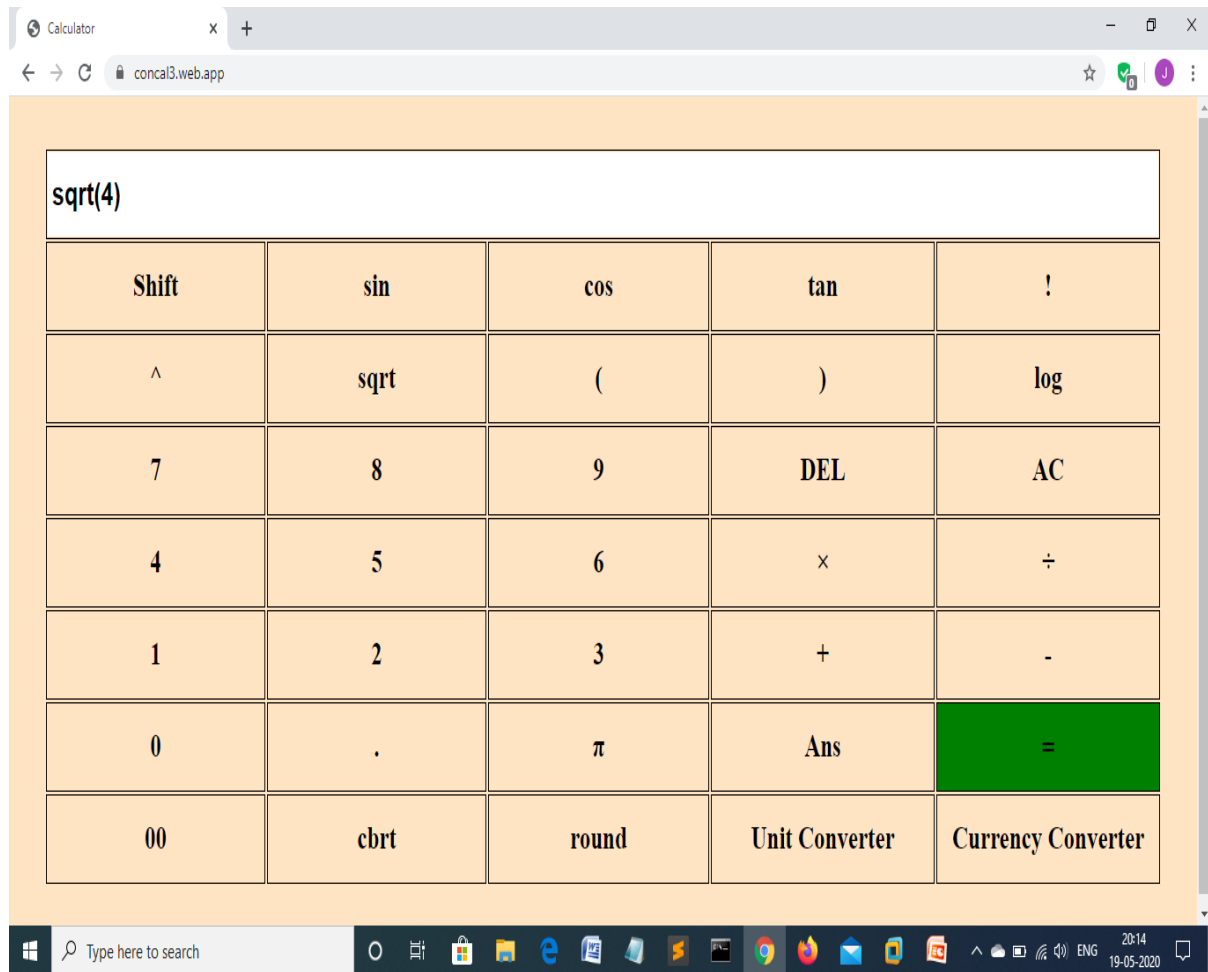 Calculator
concal3.web.app
J
0
sqrt(4)
Shift sin cos tan !
^ sqrt ( ) log
7 8 9 DEL AC
4 5 6 × ÷
1 2 3 + -
0 . π Ans =
00 cbrt round Unit Converter Currency Converter
Type here to search
ENG
20:14
19-05-2020